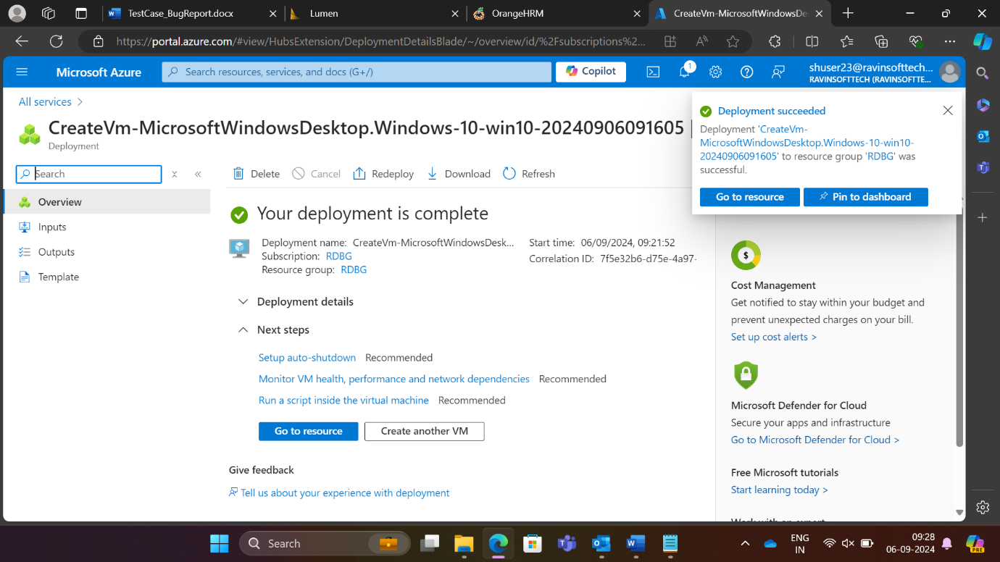 TestCase_BugReport.docx
Lumen
OrangeHRM
CreateVm-MicrosoftWindowsDe
https://portal.azure.com/#view/HubsExtension/DeploymentDetailsBlade/~/overview/id/%2Fsubscriptions%2...
Microsoft Azure
Search resources, services, and docs (G+/)
Copilot
1
shuser23@ravinsofttech...
RAVINSOFTTECH (RAVINSOFTTE...
All services >
CreateVm-MicrosoftWindowsDesktop.Windows-10-win10-20240906091605 |
Deployment
Search
Overview
Inputs
Outputs
Template
Delete
Cancel
Redeploy
Download
Refresh
Your deployment is complete
Deployment name: CreateVm-MicrosoftWindowsDesk...
Subscription: RDBG
Resource group: RDBG
Start time: 06/09/2024, 09:21:52
Correlation ID: 7f5e32b6-d75e-4a97-
Deployment details
Next steps
Setup auto-shutdown Recommended
Monitor VM health, performance and network dependencies Recommended
Run a script inside the virtual machine Recommended
Go to resource
Create another VM
Give feedback
Tell us about your experience with deployment
Deployment succeeded
Deployment 'CreateVm-
MicrosoftWindowsDesktop.Windows-10-win10-
20240906091605' to resource group 'RDBG' was
successful.
Go to resource
Pin to dashboard
Cost Management
Get notified to stay within your budget and
prevent unexpected charges on your bill.
Set up cost alerts >
Microsoft Defender for Cloud
Secure your apps and infrastructure
Go to Microsoft Defender for Cloud >
Free Microsoft tutorials
Start learning today >
Work with an expert
Search
ENG
IN
09:28
06-09-2024
PRE